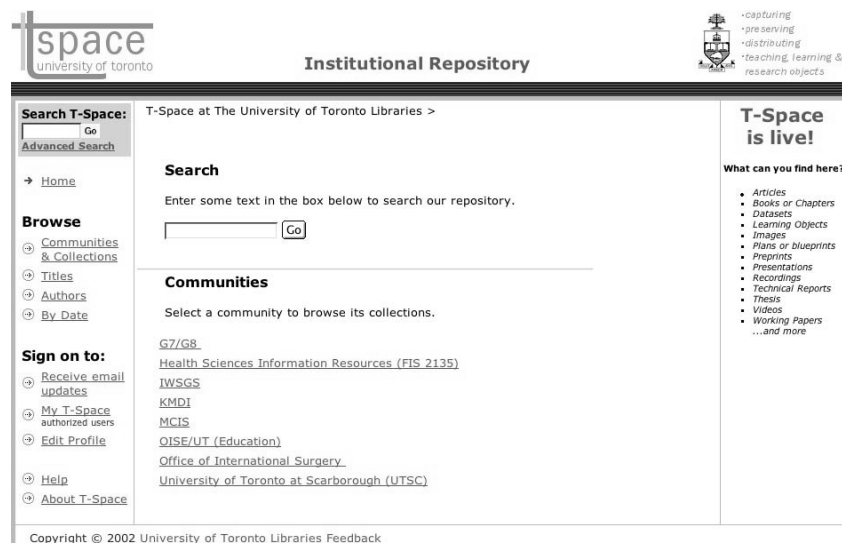 tspace
university of toronto
Institutional Repository
•capturing
•preserving
•distributing
•teaching, learning &
research objects
Search T-Space:
Go
Advanced Search
Home
Browse
Communities
& Collections
Titles
Authors
By Date
Sign on to:
Receive email
updates
My T-Space
authorized users
Edit Profile
Help
About T-Space
T-Space at The University of Toronto Libraries >
Search
Enter some text in the box below to search our repository.
Go
Communities
Select a community to browse its collections.
G7/G8
Health Sciences Information Resources (FIS 2135)
IWSGS
KMDI
MCIS
OISE/UT (Education)
Office of International Surgery
University of Toronto at Scarborough (UTSC)
T-Space
is live!
What can you find here?
• Articles
• Books or Chapters
• Datasets
• Learning Objects
• Images
• Plans or blueprints
• Preprints
• Presentations
• Recordings
• Technical Reports
• Thesis
• Videos
• Working Papers
...and more
Copyright © 2002 University of Toronto Libraries Feedback